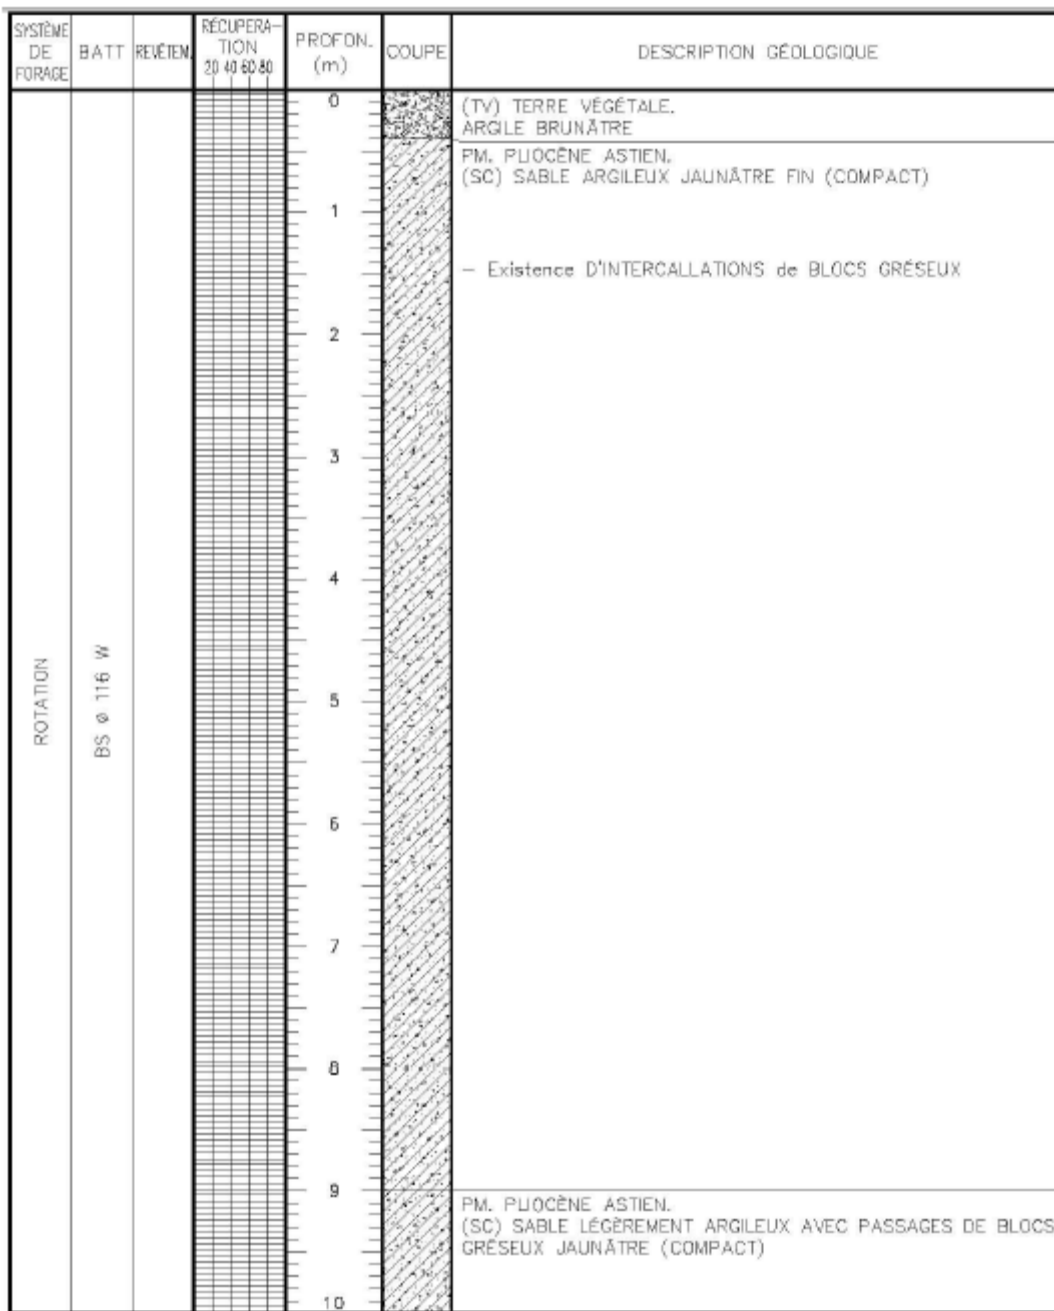 SYSTÈME
DE
FORAGE
BATT
REVÊTEM.
RÉCUPERA-
TION
20 40 60 80
PROFON.
(m)
COUPE
DESCRIPTION GÉOLOGIQUE
0
(TV) TERRE VÉGÉTALE.
ARGILE BRUNÂTRE
PM. PLIOCÈNE ASTIEN.
(SC) SABLE ARGILEUX JAUNÂTRE FIN (COMPACT)
1
- Existence D'INTERCALLATIONS de BLOCS GRÉSEUX
2
3
4
ROTATION
BS ø 116 W
5
6
7
8
9
PM. PLIOCÈNE ASTIEN.
(SC) SABLE LÉGÈREMENT ARGILEUX AVEC PASSAGES DE BLOCS
GRÉSEUX JAUNÂTRE (COMPACT)
10